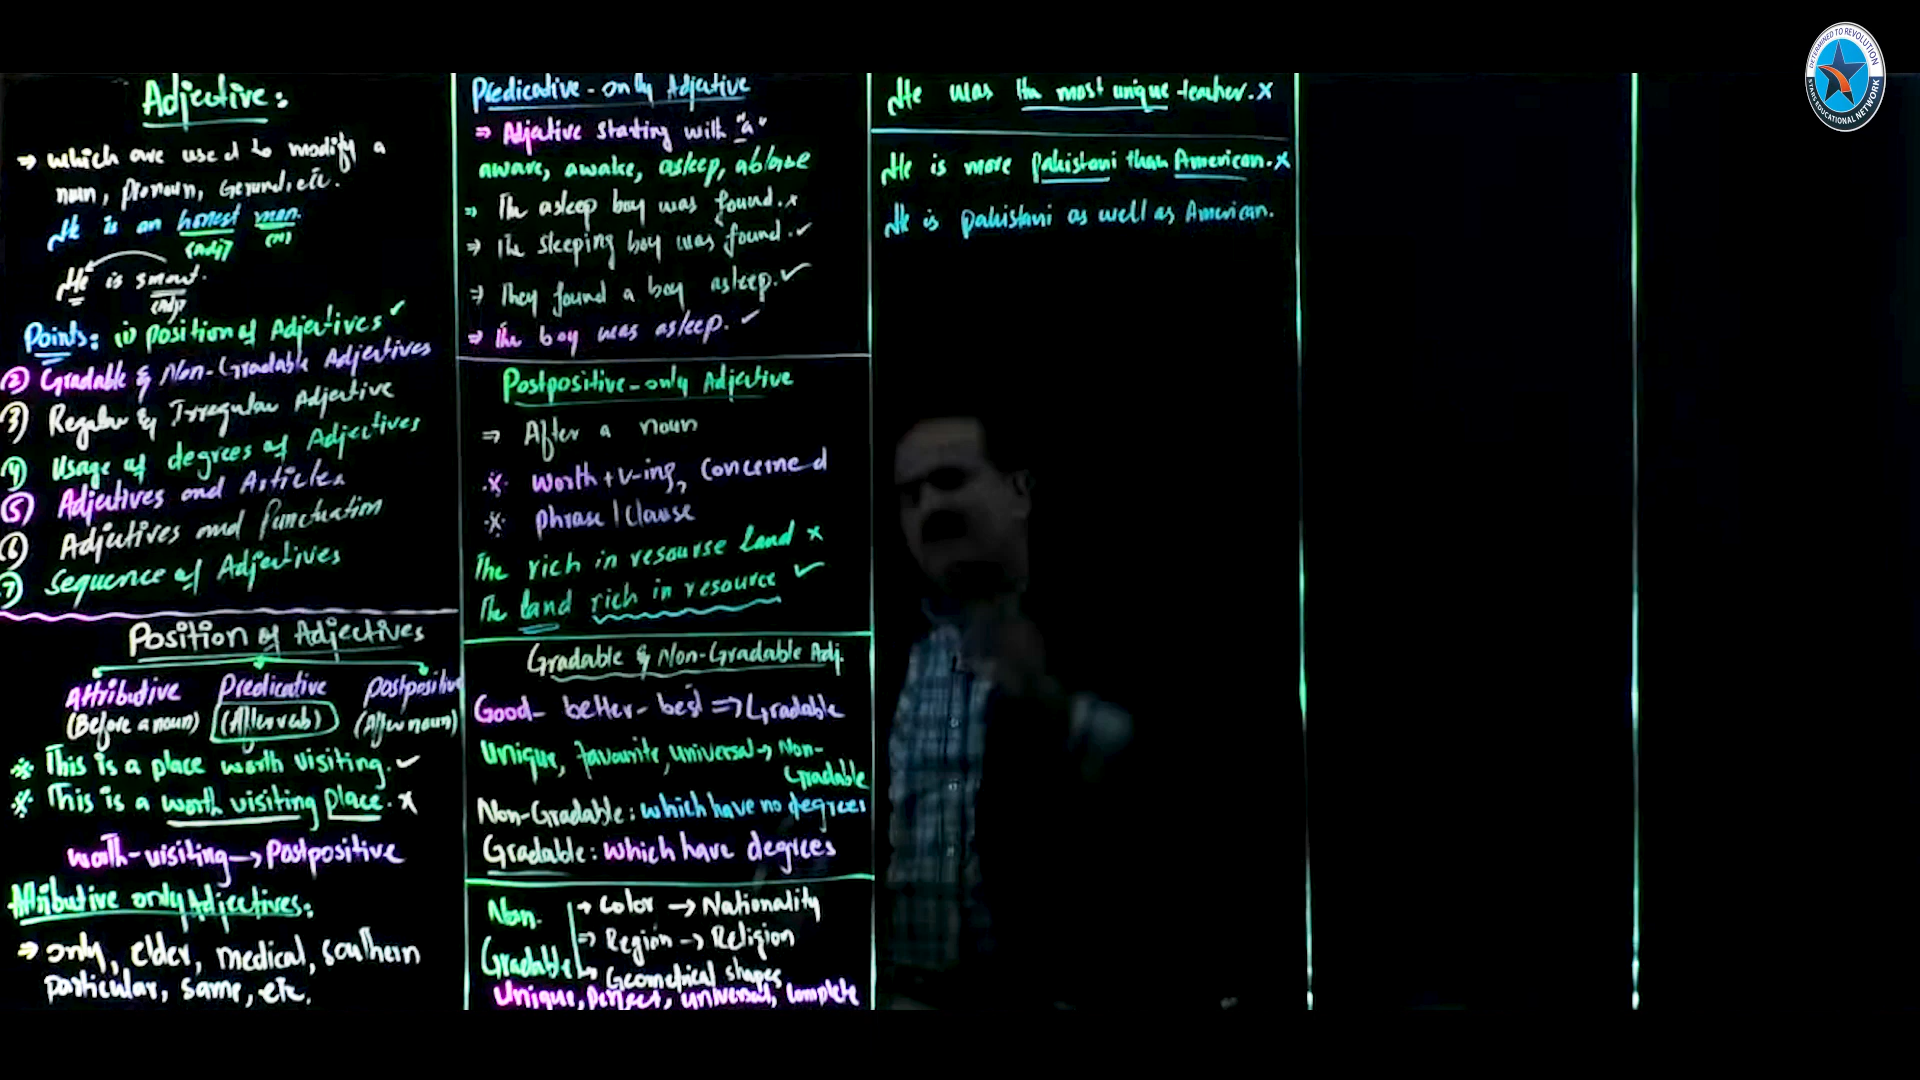 Adjective:
⇒ which are used to modify a
noun, pronoun, Gerund, etc.
He is an honest man.
(Adj) (N)
He is smart.
(Adj)
Points: (i) Position of Adjectives ✓
② Gradable & Non-Gradable Adjectives
③ Regular & Irregular Adjective
④ Usage of degrees of Adjectives
⑤ Adjectives and Articles
⑥ Adjectives and Punctuation
⑦ Sequence of Adjectives
Position of Adjectives
Attributive Predicative Postpositive
(Before a noun) (After verb) (After noun)
※ This is a place worth visiting. ✓
※ This is a worth visiting place. ×
worth-visiting → Postpositive
Attributive only Adjectives:
⇒ only, elder, medical, southern
particular, same, etc.
Predicative-only Adjective
⇒ Adjective starting with "a"
aware, awake, asleep, ablaze
⇒ The asleep boy was found. ×
⇒ The sleeping boy was found. ✓
⇒ They found a boy asleep. ✓
⇒ The boy was asleep. ✓
Postpositive-only Adjective
⇒ After a noun
※ worth+v-ing, Concerned
※ phrase/Clause
The rich in resourse land ×
The land rich in resource ✓
Gradable & Non-Gradable Adj.
Good- better- best ⇒ Gradable
Unique, favourite, universal → Non-
Gradable
Non-Gradable: which have no degrees
Gradable: which have degrees
Non. → Color → Nationality
Gradable ⇒ Region → Religion
↳ Geometrical shapes
Unique, perfect, universal, complete
He was the most unique teacher. ×
He is more pakistani than American. ×
He is pakistani as well as American.
DETERMINED TO REVOLUTION
STARS EDUCATIONAL NETWORK